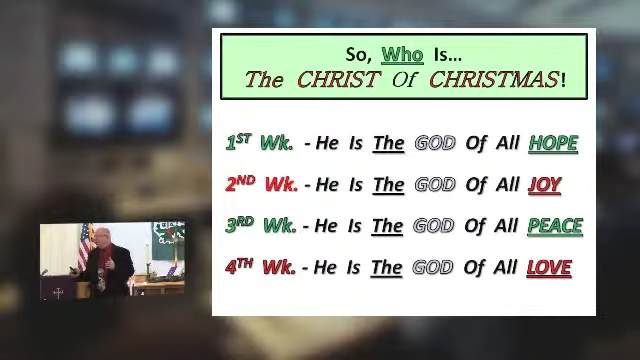 So, Who Is...
The CHRIST Of CHRISTMAS!
1ST Wk. - He Is The GOD Of All HOPE
2ND Wk. - He Is The GOD Of All JOY
3RD Wk. - He Is The GOD Of All PEACE
4TH Wk. - He Is The GOD Of All LOVE